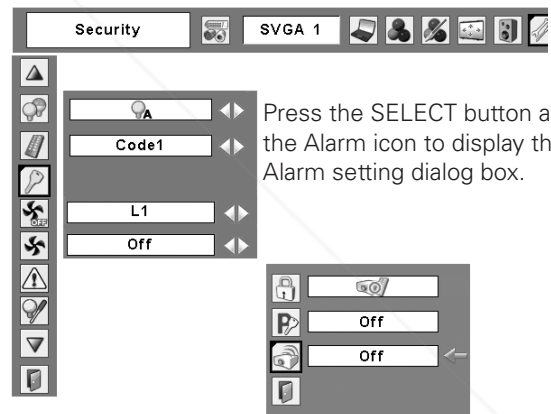 Security
SVGA 1
A
Press the SELECT button a
Code1
the Alarm icon to display th
Alarm setting dialog box.
L1
OFF
Off
P
Off
Off